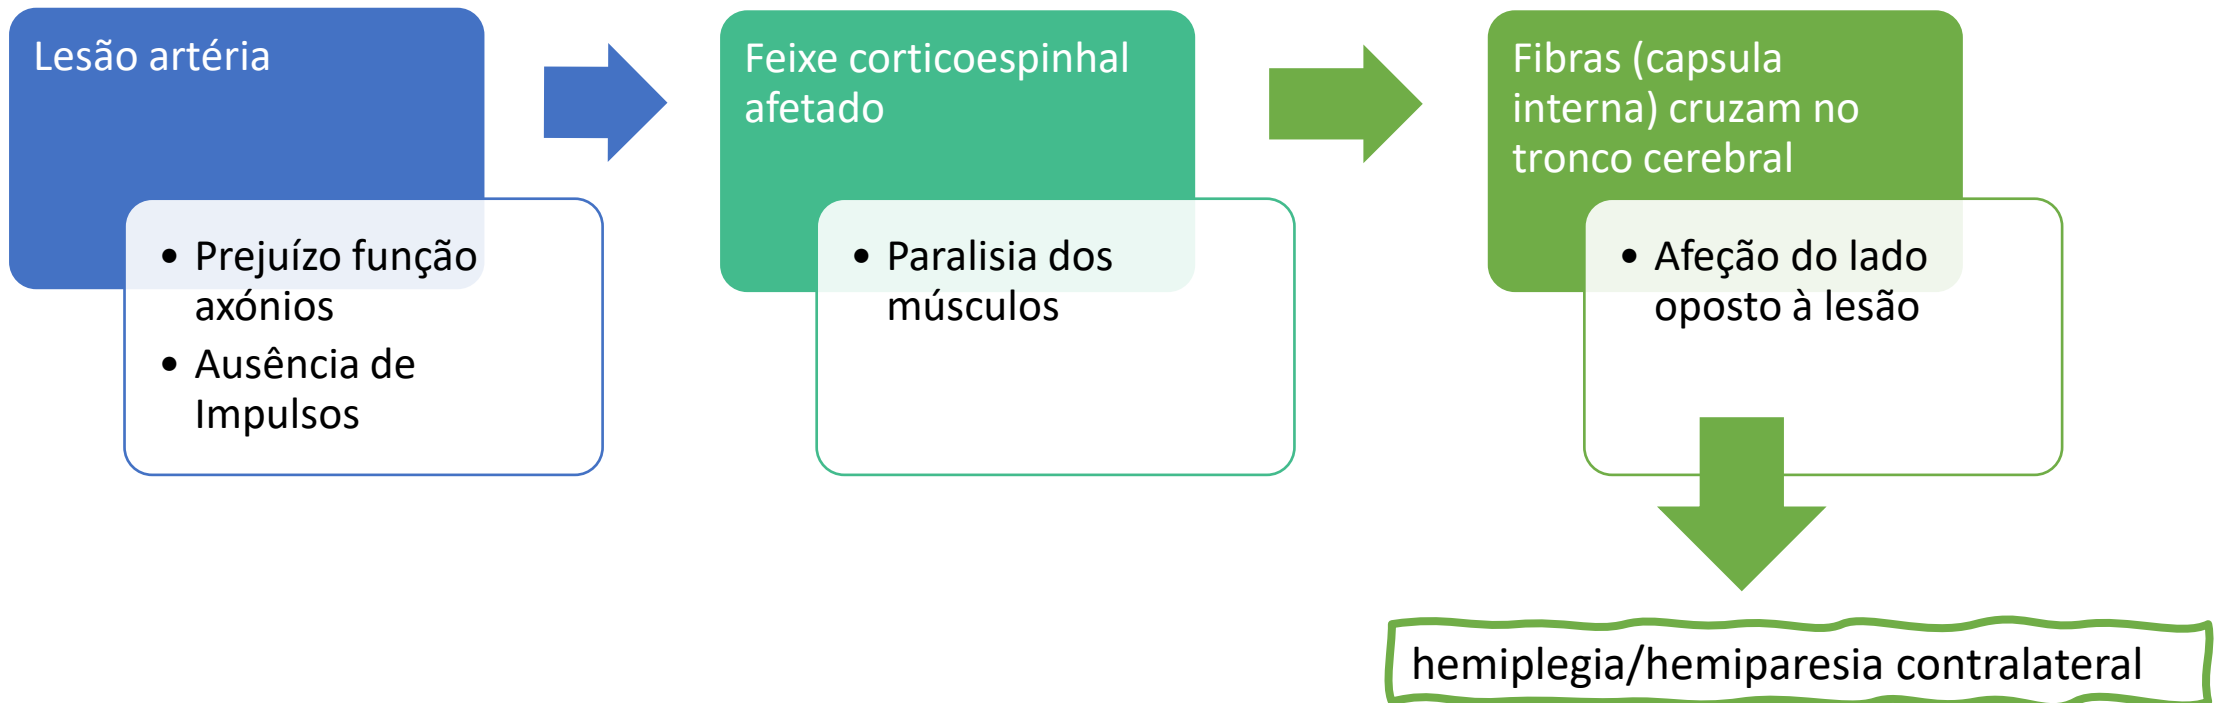 Lesão artéria
• Prejuízo função
axónios
• Ausência de
Impulsos
Feixe corticoespinhal
afetado
• Paralisia dos
músculos
Fibras (capsula
interna) cruzam no
tronco cerebral
• Afeção do lado
oposto à lesão
hemiplegia/hemiparesia contralateral